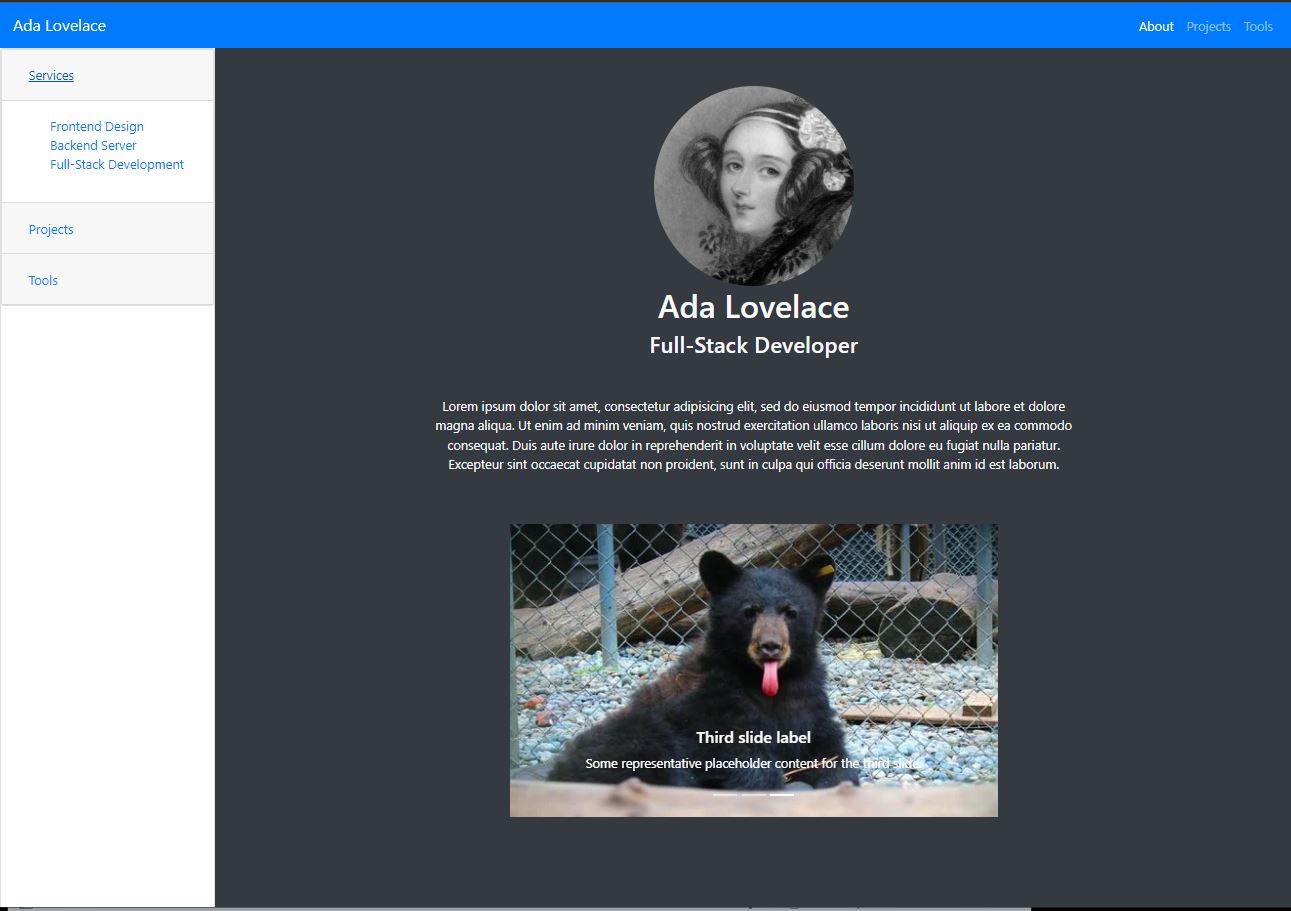 Ada Lovelace
About Projects Tools
Services
Frontend Design
Backend Server
Full-Stack Development
Projects
Tools
Ada Lovelace
Full-Stack Developer
Lorem ipsum dolor sit amet, consectetur adipisicing elit, sed do eiusmod tempor incididunt ut labore et dolore
magna aliqua. Ut enim ad minim veniam, quis nostrud exercitation ullamco laboris nisi ut aliquip ex ea commodo
consequat. Duis aute irure dolor in reprehenderit in voluptate velit esse cillum dolore eu fugiat nulla pariatur.
Excepteur sint occaecat cupidatat non proident, sunt in culpa qui officia deserunt mollit anim id est laborum.
Third slide label
Some representative placeholder content for the third slide.